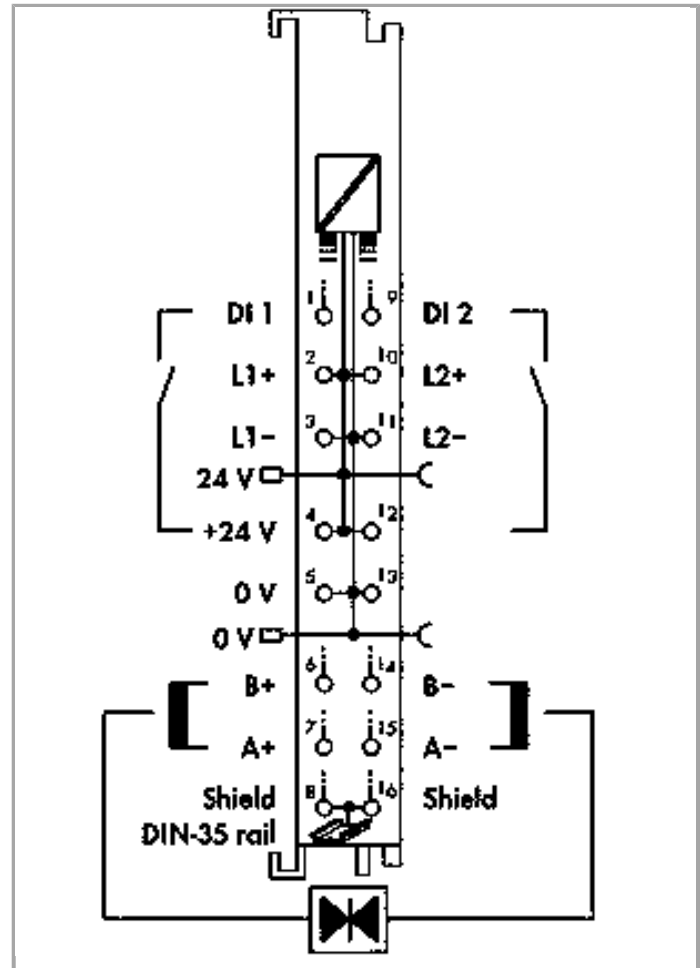 DI 1 1 9 DI 2
L1+ 2 10 L2+
L1- 3 11 L2-
24 V
+24 V 4 12
0 V 5 13
0 V
B+ 6 14 B-
A+ 7 15 A-
Shield 8 16 Shield
DIN-35 rail